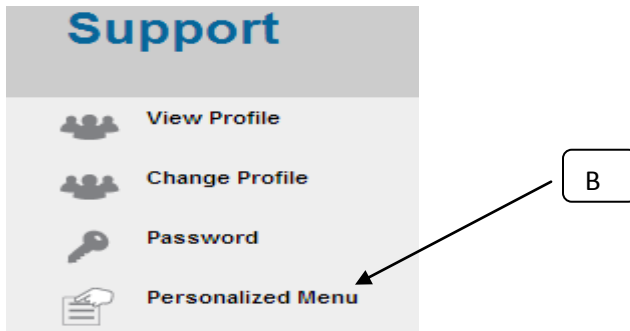 Support
View Profile
Change Profile
B
Password
Personalized Menu